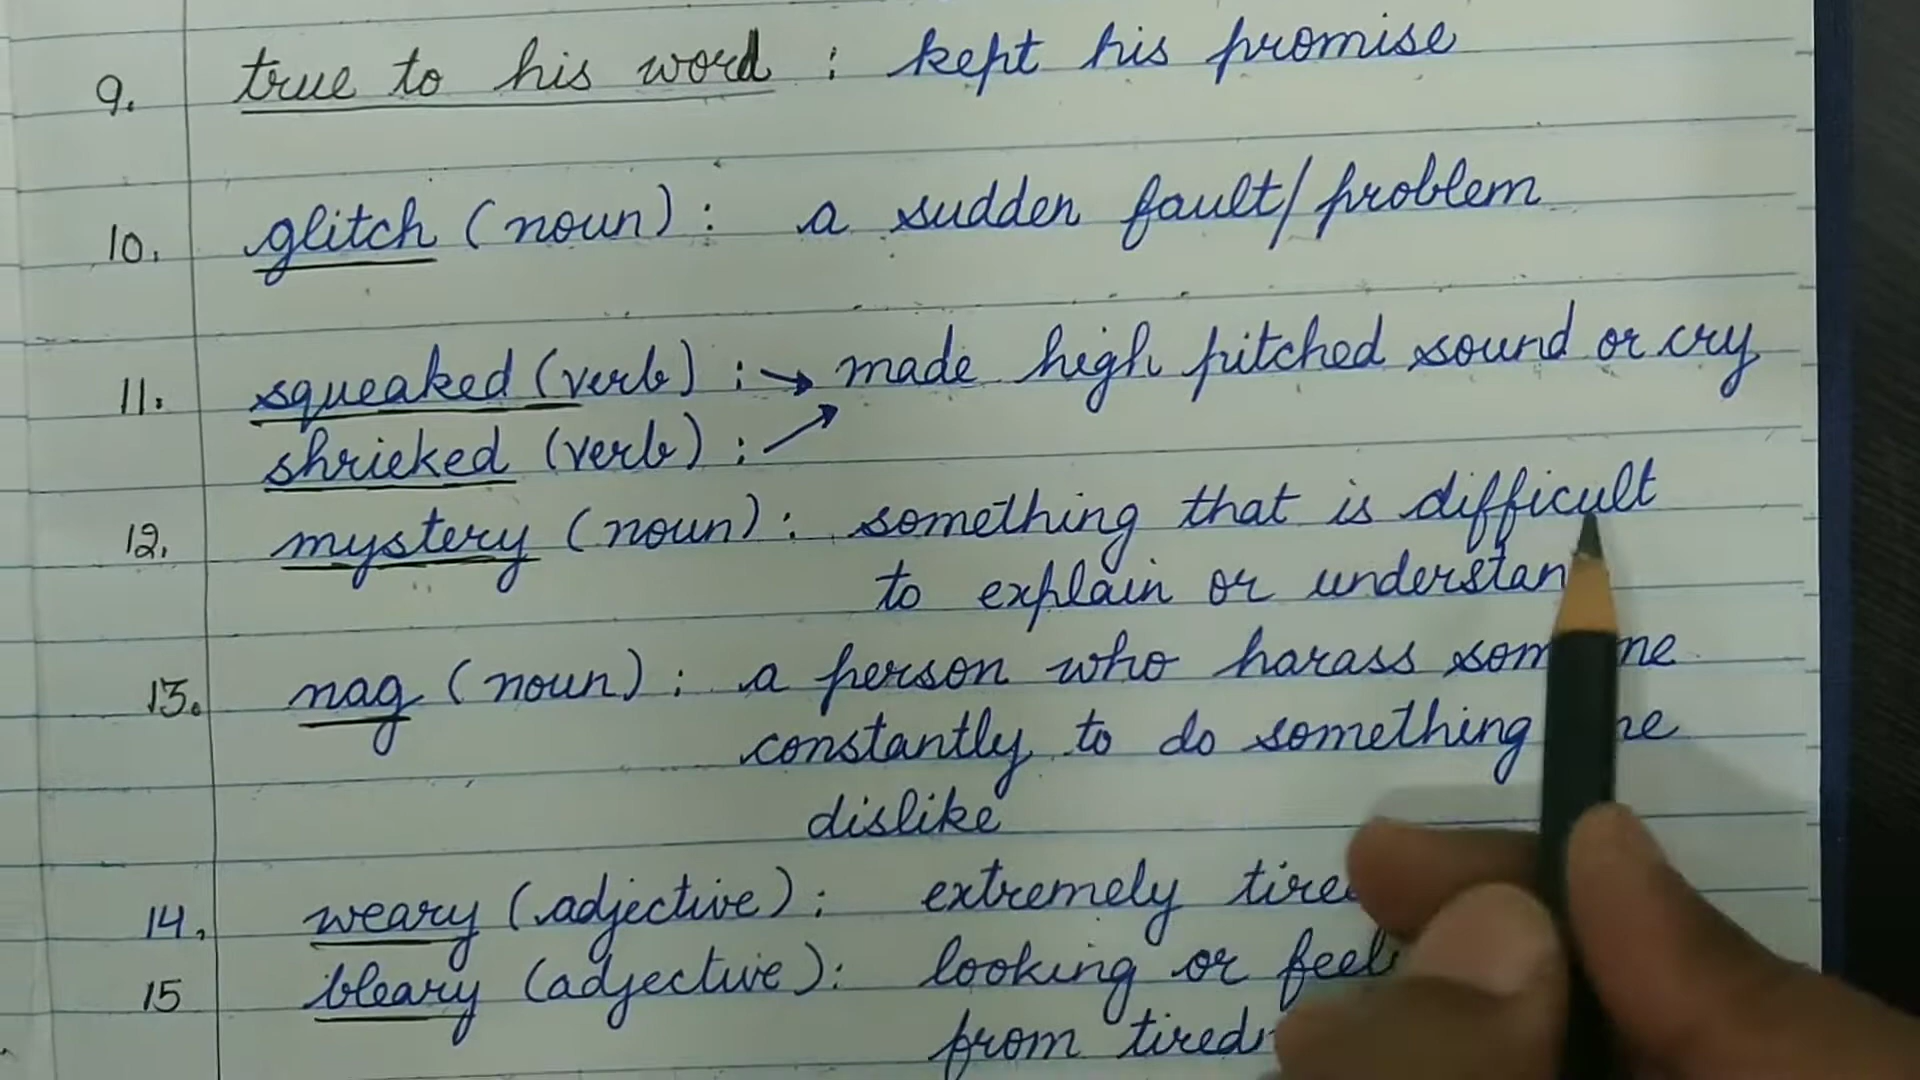 9. true to his word : kept his promise
10. glitch (noun) : a sudden fault/problem
11. squeaked (verb) : → made high pitched sound or cry
shrieked (verb) :
12. mystery (noun) : something that is difficult
to explain or
13. nag (noun) : a person who harass
constantly to do something
dislike
14. weary (adjective) : extremely
15 bleary (adjective) : looking or
from